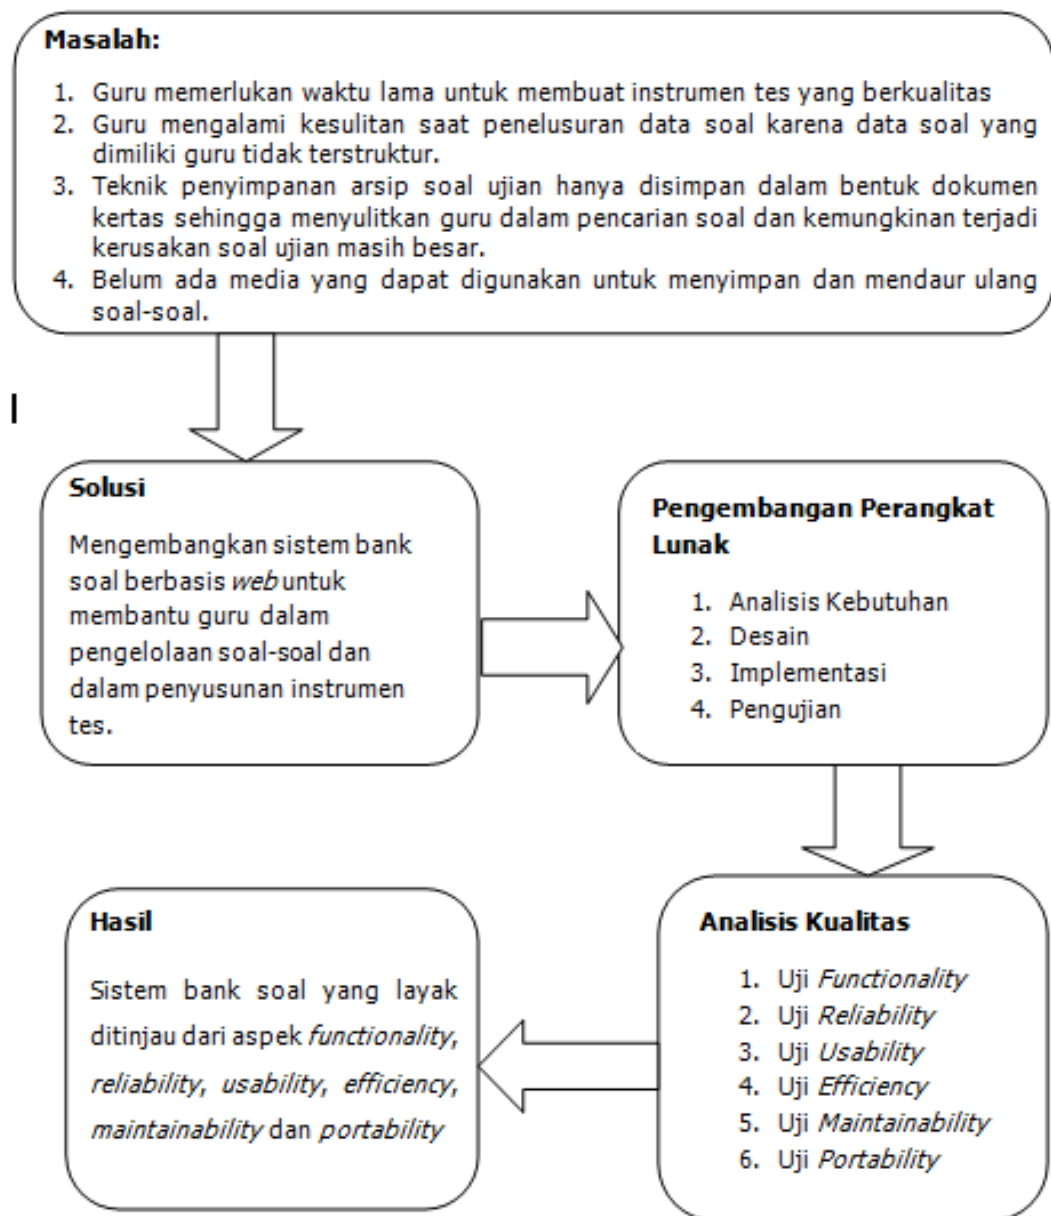 Masalah:
1. Guru memerlukan waktu lama untuk membuat instrumen tes yang berkualitas
2. Guru mengalami kesulitan saat penelusuran data soal karena data soal yang
dimiliki guru tidak terstruktur.
3. Teknik penyimpanan arsip soal ujian hanya disimpan dalam bentuk dokumen
kertas sehingga menyulitkan guru dalam pencarian soal dan kemungkinan terjadi
kerusakan soal ujian masih besar.
4. Belum ada media yang dapat digunakan untuk menyimpan dan mendaur ulang
soal-soal.
Solusi
Mengembangkan sistem bank
soal berbasis web untuk
membantu guru dalam
pengelolaan soal-soal dan
dalam penyusunan instrumen
tes.
Pengembangan Perangkat
Lunak
1. Analisis Kebutuhan
2. Desain
3. Implementasi
4. Pengujian
Analisis Kualitas
1. Uji Functionality
2. Uji Reliability
3. Uji Usability
4. Uji Efficiency
5. Uji Maintainability
6. Uji Portability
Hasil
Sistem bank soal yang layak
ditinjau dari aspek functionality,
reliability, usability, efficiency,
maintainability dan portability